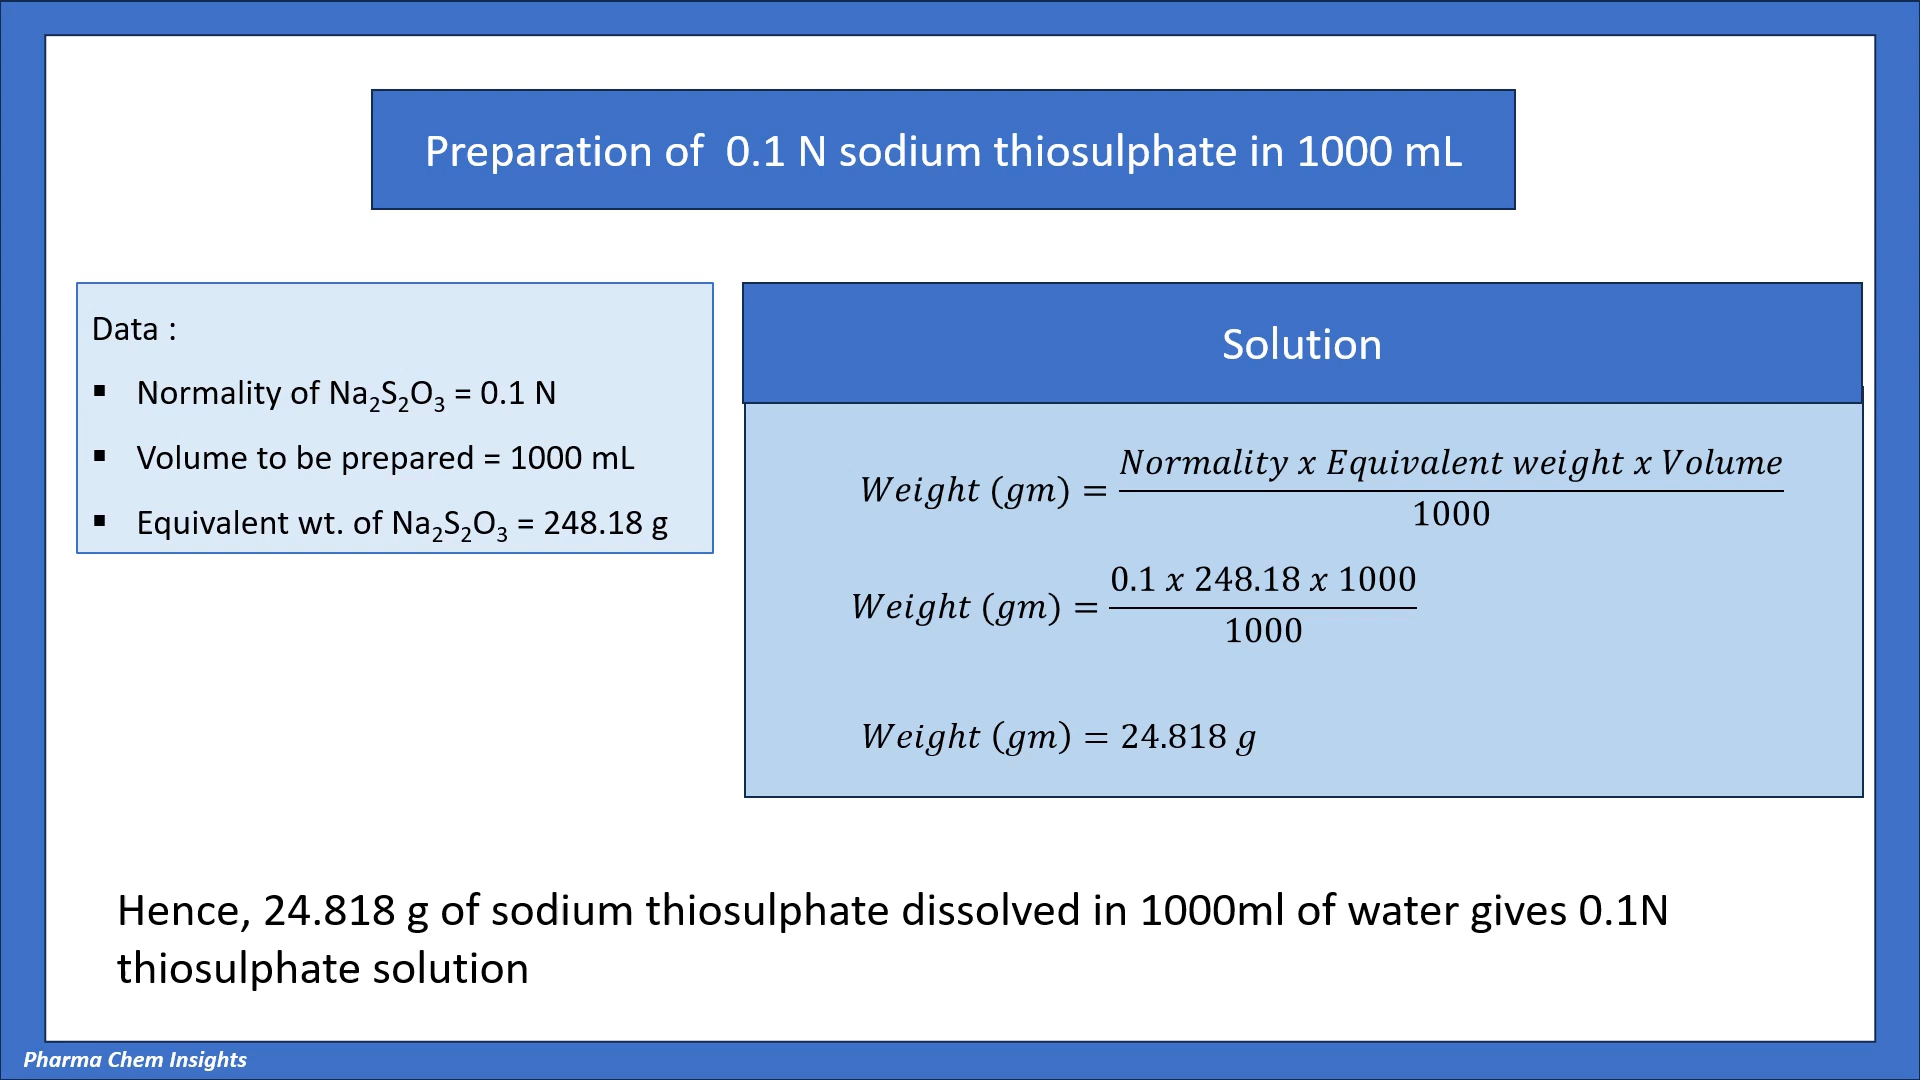 Preparation of 0.1 N sodium thiosulphate in 1000 mL
Data :
▪ Normality of Na₂S₂O₃ = 0.1 N
▪ Volume to be prepared = 1000 mL
▪ Equivalent wt. of Na₂S₂O₃ = 248.18 g
Solution
Weight (gm) = Normality x Equivalent weight x Volume / 1000
Weight (gm) = 0.1 x 248.18 x 1000 / 1000
Weight (gm) = 24.818 g
Hence, 24.818 g of sodium thiosulphate dissolved in 1000ml of water gives 0.1N
thiosulphate solution
Pharma Chem Insights